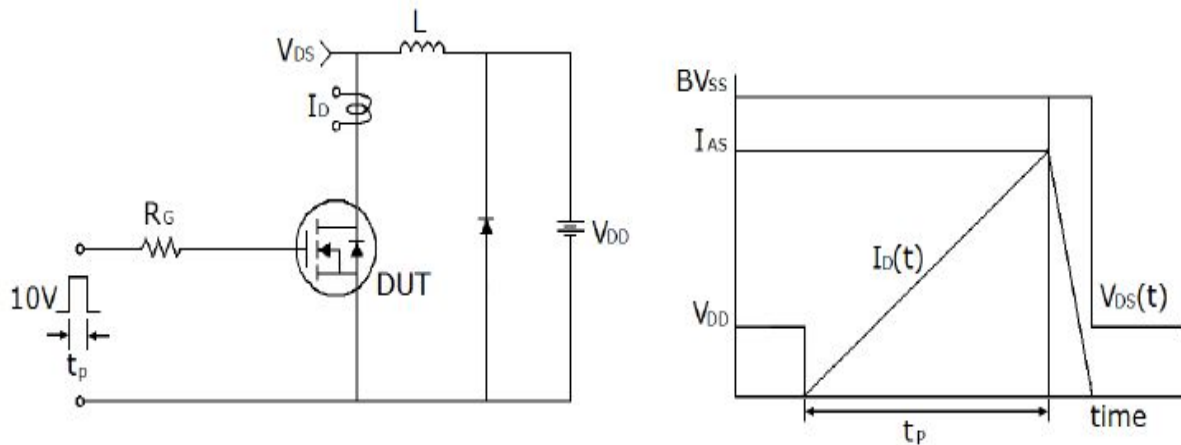 L
VDS
ID
RG
10V
tp
DUT
VDD
BVSS
IAS
ID(t)
VDD
VDS(t)
tP
time